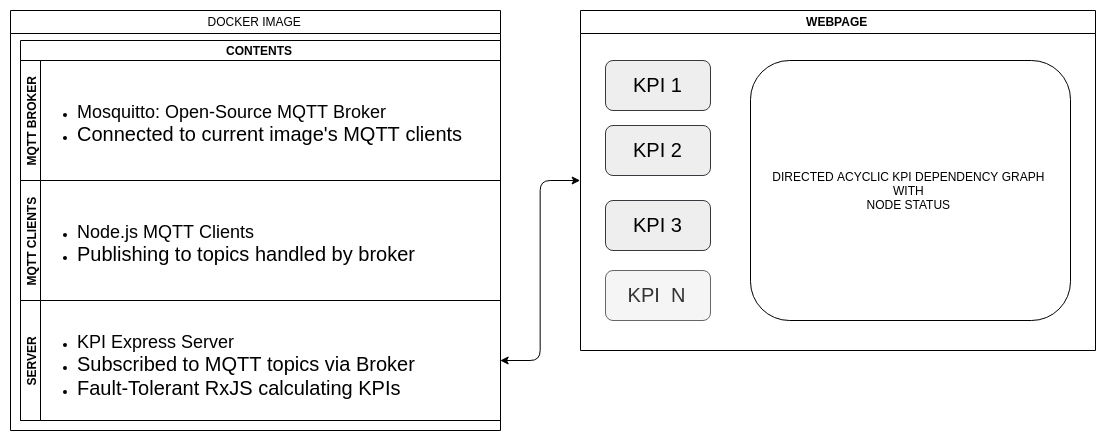 DOCKER IMAGE
CONTENTS
MQTT BROKER
Mosquitto: Open-Source MQTT Broker
Connected to current image's MQTT clients
MQTT CLIENTS
Node.js MQTT Clients
Publishing to topics handled by broker
SERVER
KPI Express Server
Subscribed to MQTT topics via Broker
Fault-Tolerant RxJS calculating KPIs
WEBPAGE
KPI 1
KPI 2
KPI 3
KPI N
DIRECTED ACYCLIC KPI DEPENDENCY GRAPH
WITH
NODE STATUS